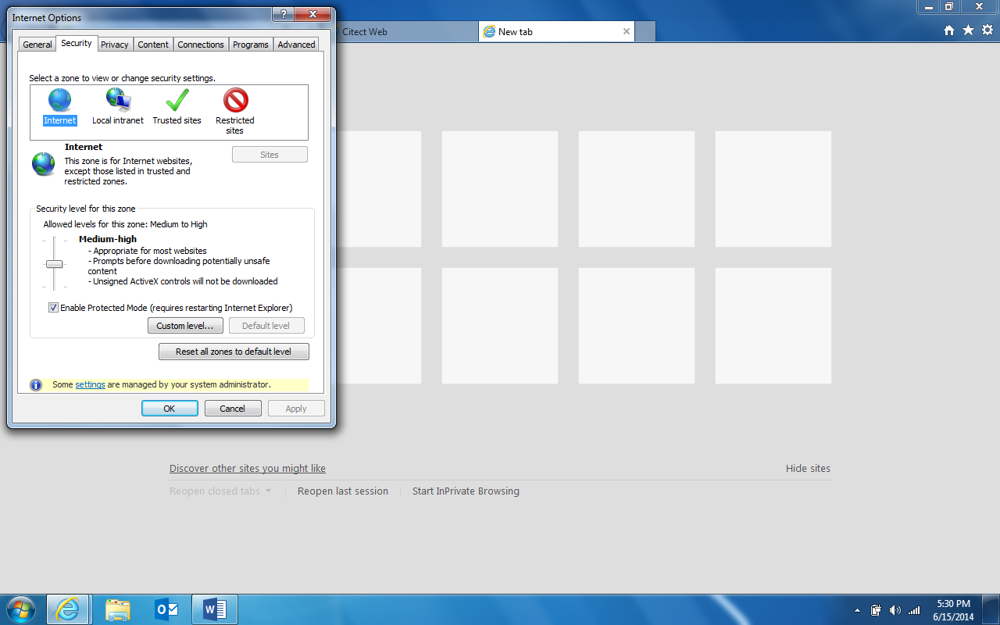 Internet Options
Citect Web
New tab
General Security Privacy Content Connections Programs Advanced
Select a zone to view or change security settings.
Internet Local intranet Trusted sites Restricted sites
Internet
Sites
This zone is for Internet websites,
except those listed in trusted and
restricted zones.
Security level for this zone
Allowed levels for this zone: Medium to High
Medium-high
- Appropriate for most websites
- Prompts before downloading potentially unsafe
content
- Unsigned ActiveX controls will not be downloaded
Enable Protected Mode (requires restarting Internet Explorer)
Custom level... Default level
Reset all zones to default level
Some settings are managed by your system administrator.
OK Cancel Apply
Discover other sites you might like
Hide sites
Reopen closed tabs Reopen last session Start InPrivate Browsing
5:30 PM
6/15/2014